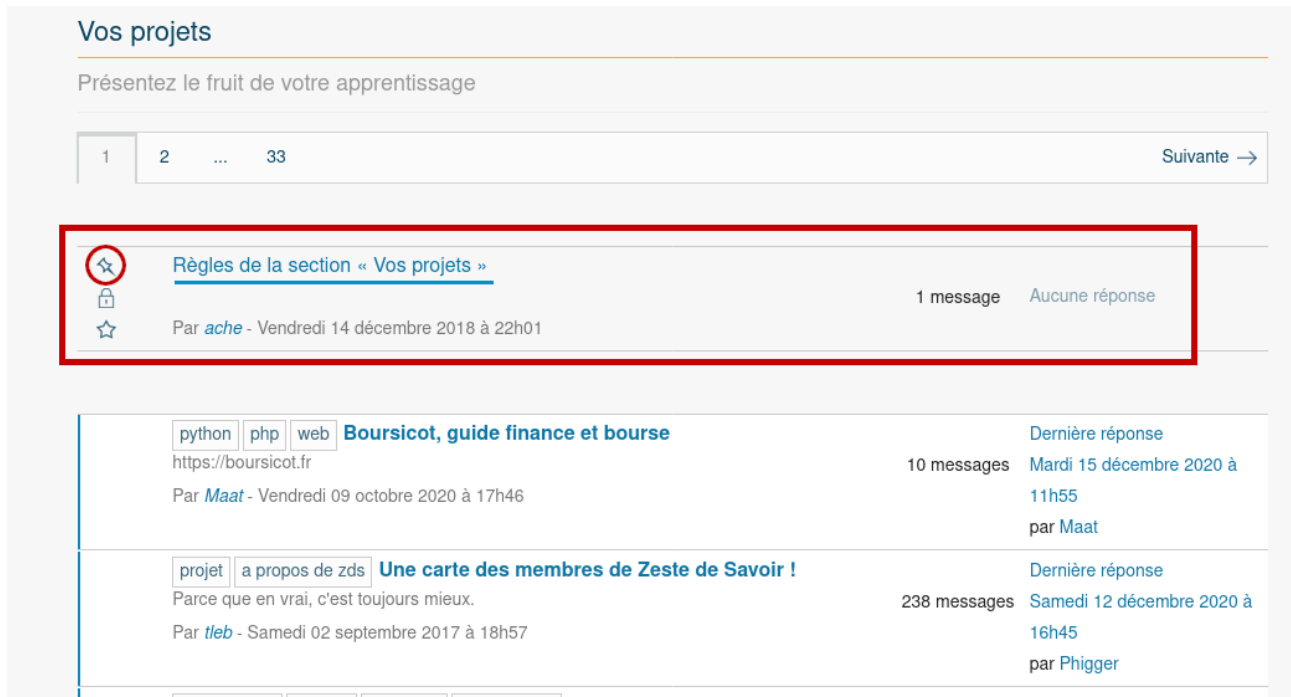 Vos projets
Présentez le fruit de votre apprentissage
1 2 ... 33 Suivante →
Règles de la section « Vos projets »
1 message Aucune réponse
Par ache - Vendredi 14 décembre 2018 à 22h01
python php web Boursicot, guide finance et bourse
https://boursicot.fr
Par Maat - Vendredi 09 octobre 2020 à 17h46
10 messages
Dernière réponse
Mardi 15 décembre 2020 à
11h55
par Maat
projet a propos de zds Une carte des membres de Zeste de Savoir !
Parce que en vrai, c'est toujours mieux.
Par tleb - Samedi 02 septembre 2017 à 18h57
238 messages
Dernière réponse
Samedi 12 décembre 2020 à
16h45
par Phigger